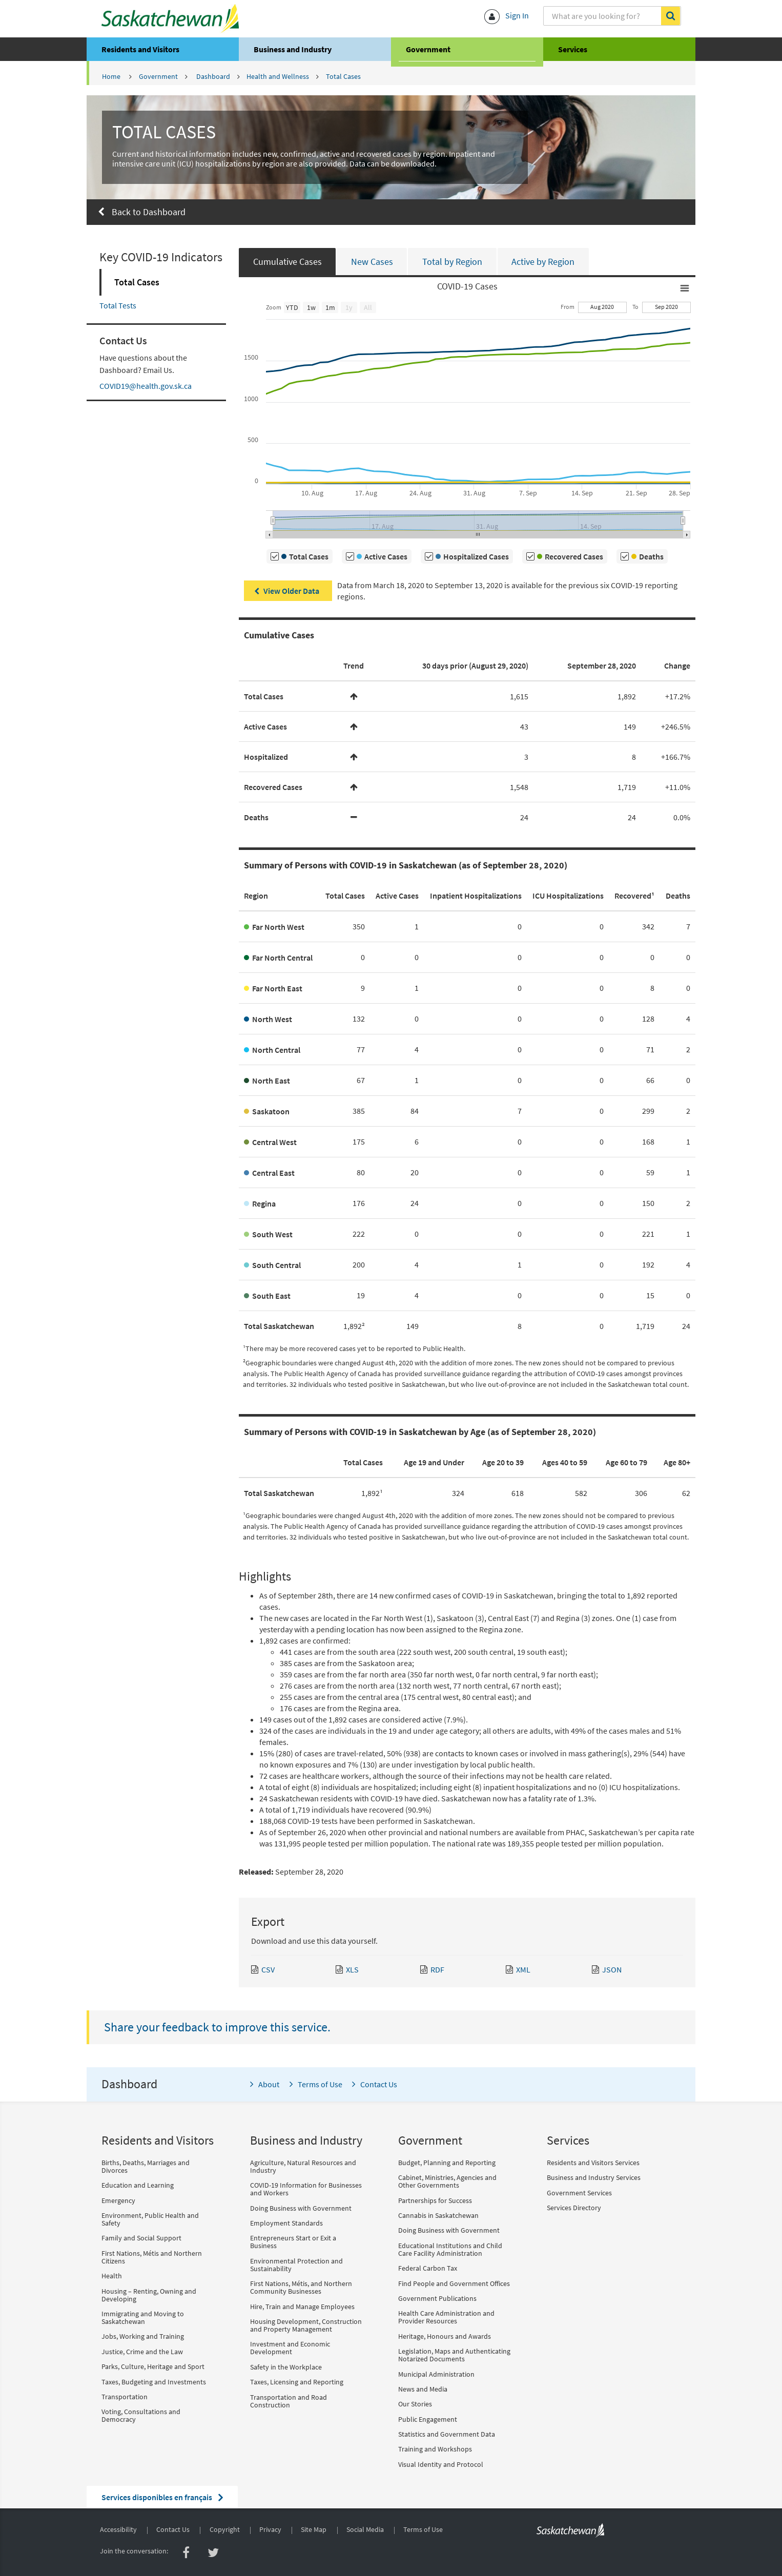 Saskatchewan
Sign In
What are you looking for?
Residents and Visitors
Business and Industry
Government
Services
Home > Government > Dashboard > Health and Wellness > Total Cases
TOTAL CASES
Current and historical information includes new, confirmed, active and recovered cases by region. Inpatient and
intensive care unit (ICU) hospitalizations by region are also provided. Data can be downloaded.
Back to Dashboard
Key COVID-19 Indicators
Total Cases
Total Tests
Contact Us
Have questions about the
Dashboard? Email Us.
COVID19@health.gov.sk.ca
Cumulative Cases
New Cases
Total by Region
Active by Region
COVID-19 Cases
Zoom YTD 1w 1m 1y All
From Aug 2020 To Sep 2020
1500
1000
500
0
10. Aug 17. Aug 24. Aug 31. Aug 7. Sep 14. Sep 21. Sep 28. Sep
17. Aug 31. Aug 14. Sep
Total Cases Active Cases Hospitalized Cases Recovered Cases Deaths
View Older Data
Data from March 18, 2020 to September 13, 2020 is available for the previous six COVID-19 reporting
regions.
Cumulative Cases
Trend 30 days prior (August 29, 2020) September 28, 2020 Change
Total Cases 1,615 1,892 +17.2%
Active Cases 43 149 +246.5%
Hospitalized 3 8 +166.7%
Recovered Cases 1,548 1,719 +11.0%
Deaths 24 24 0.0%
Summary of Persons with COVID-19 in Saskatchewan (as of September 28, 2020)
Region Total Cases Active Cases Inpatient Hospitalizations ICU Hospitalizations Recovered¹ Deaths
Far North West 350 1 0 0 342 7
Far North Central 0 0 0 0 0 0
Far North East 9 1 0 0 8 0
North West 132 0 0 0 128 4
North Central 77 4 0 0 71 2
North East 67 1 0 0 66 0
Saskatoon 385 84 7 0 299 2
Central West 175 6 0 0 168 1
Central East 80 20 0 0 59 1
Regina 176 24 0 0 150 2
South West 222 0 0 0 221 1
South Central 200 4 1 0 192 4
South East 19 4 0 0 15 0
Total Saskatchewan 1,892² 149 8 0 1,719 24
¹There may be more recovered cases yet to be reported to Public Health.
²Geographic boundaries were changed August 4th, 2020 with the addition of more zones. The new zones should not be compared to previous
analysis. The Public Health Agency of Canada has provided surveillance guidance regarding the attribution of COVID-19 cases amongst provinces
and territories. 32 individuals who tested positive in Saskatchewan, but who live out-of-province are not included in the Saskatchewan total count.
Summary of Persons with COVID-19 in Saskatchewan by Age (as of September 28, 2020)
Total Cases Age 19 and Under Age 20 to 39 Ages 40 to 59 Age 60 to 79 Age 80+
Total Saskatchewan 1,892¹ 324 618 582 306 62
¹Geographic boundaries were changed August 4th, 2020 with the addition of more zones. The new zones should not be compared to previous
analysis. The Public Health Agency of Canada has provided surveillance guidance regarding the attribution of COVID-19 cases amongst provinces
and territories. 32 individuals who tested positive in Saskatchewan, but who live out-of-province are not included in the Saskatchewan total count.
Highlights
As of September 28th, there are 14 new confirmed cases of COVID-19 in Saskatchewan, bringing the total to 1,892 reported
cases.
The new cases are located in the Far North West (1), Saskatoon (3), Central East (7) and Regina (3) zones. One (1) case from
yesterday with a pending location has now been assigned to the Regina zone.
1,892 cases are confirmed:
441 cases are from the south area (222 south west, 200 south central, 19 south east);
385 cases are from the Saskatoon area;
359 cases are from the far north area (350 far north west, 0 far north central, 9 far north east);
276 cases are from the north area (132 north west, 77 north central, 67 north east);
255 cases are from the central area (175 central west, 80 central east); and
176 cases are from the Regina area.
149 cases out of the 1,892 cases are considered active (7.9%).
324 of the cases are individuals in the 19 and under age category; all others are adults, with 49% of the cases males and 51%
females.
15% (280) of cases are travel-related, 50% (938) are contacts to known cases or involved in mass gathering(s), 29% (544) have
no known exposures and 7% (130) are under investigation by local public health.
72 cases are healthcare workers, although the source of their infections may not be health care related.
A total of eight (8) individuals are hospitalized; including eight (8) inpatient hospitalizations and no (0) ICU hospitalizations.
24 Saskatchewan residents with COVID-19 have died. Saskatchewan now has a fatality rate of 1.3%.
A total of 1,719 individuals have recovered (90.9%)
188,068 COVID-19 tests have been performed in Saskatchewan.
As of September 26, 2020 when other provincial and national numbers are available from PHAC, Saskatchewan's per capita rate
was 131,995 people tested per million population. The national rate was 189,355 people tested per million population.
Released: September 28, 2020
Export
Download and use this data yourself.
CSV XLS RDF XML JSON
Share your feedback to improve this service.
Dashboard
About Terms of Use Contact Us
Residents and Visitors
Births, Deaths, Marriages and
Divorces
Education and Learning
Emergency
Environment, Public Health and
Safety
Family and Social Support
First Nations, Métis and Northern
Citizens
Health
Housing – Renting, Owning and
Developing
Immigrating and Moving to
Saskatchewan
Jobs, Working and Training
Justice, Crime and the Law
Parks, Culture, Heritage and Sport
Taxes, Budgeting and Investments
Transportation
Voting, Consultations and
Democracy
Business and Industry
Agriculture, Natural Resources and
Industry
COVID-19 Information for Businesses
and Workers
Doing Business with Government
Employment Standards
Entrepreneurs Start or Exit a
Business
Environmental Protection and
Sustainability
First Nations, Métis, and Northern
Community Businesses
Hire, Train and Manage Employees
Housing Development, Construction
and Property Management
Investment and Economic
Development
Safety in the Workplace
Taxes, Licensing and Reporting
Transportation and Road
Construction
Government
Budget, Planning and Reporting
Cabinet, Ministries, Agencies and
Other Governments
Partnerships for Success
Cannabis in Saskatchewan
Doing Business with Government
Educational Institutions and Child
Care Facility Administration
Federal Carbon Tax
Find People and Government Offices
Government Publications
Health Care Administration and
Provider Resources
Heritage, Honours and Awards
Legislation, Maps and Authenticating
Notarized Documents
Municipal Administration
News and Media
Our Stories
Public Engagement
Statistics and Government Data
Training and Workshops
Visual Identity and Protocol
Services
Residents and Visitors Services
Business and Industry Services
Government Services
Services Directory
Services disponibles en français
Accessibility | Contact Us | Copyright | Privacy | Site Map | Social Media | Terms of Use
Saskatchewan
Join the conversation: